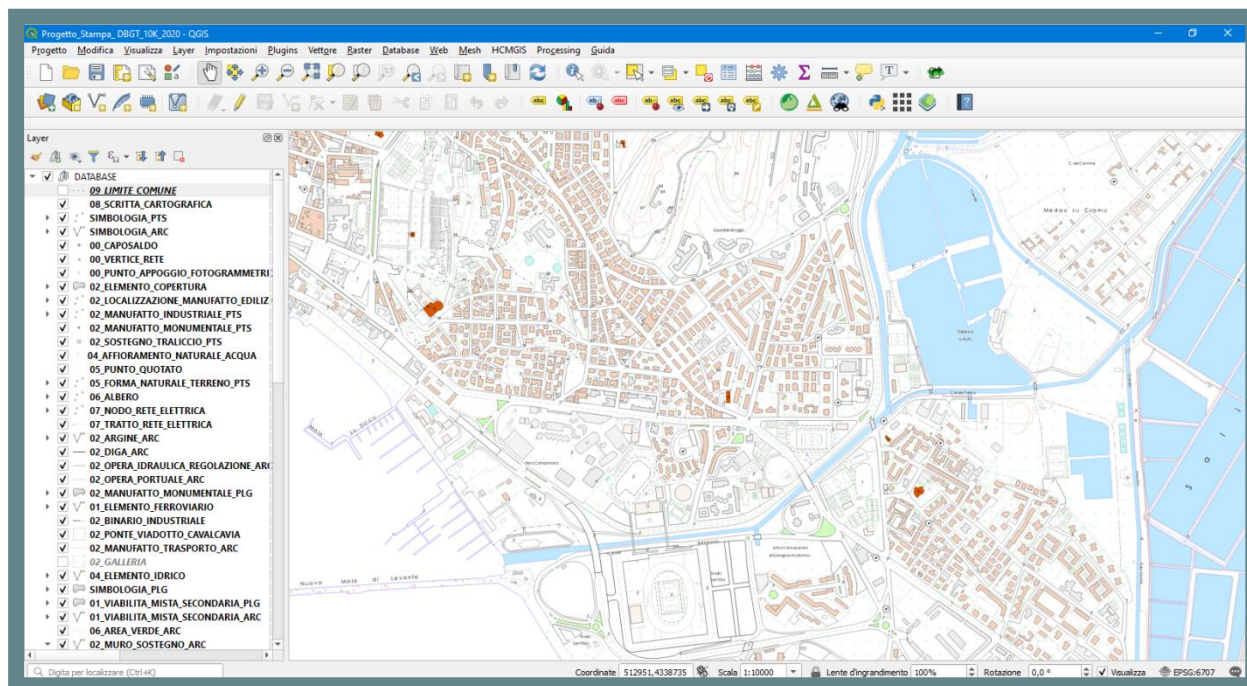 Progetto_Stampa_ DBGT_10K_2020 - QGIS
Progetto Modifica Visualizza Layer Impostazioni Plugins Vettore Raster Database Web Mesh HCMGIS Processing Guida
Layer
DATABASE
09 LIMITE COMUNE
08_SCRITTA_CARTOGRAFICA
SIMBOLOGIA_PTS
SIMBOLOGIA_ARC
00_CAPOSALDO
00_VERTICE_RETE
00_PUNTO_APPOGGIO_FOTOGRAMMETRI
02_ELEMENTO_COPERTURA
02_LOCALIZZAZIONE_MANUFATTO_EDILIZ
02_MANUFATTO_INDUSTRIALE_PTS
02_MANUFATTO_MONUMENTALE_PTS
02_SOSTEGNO_TRALICCIO_PTS
04_AFFIORAMENTO_NATURALE_ACQUA
05_PUNTO_QUOTATO
05_FORMA_NATURALE_TERRENO_PTS
06_ALBERO
07_NODO_RETE_ELETTRICA
07_TRATTO_RETE_ELETTRICA
02_ARGINE_ARC
02_DIGA_ARC
02_OPERA_IDRAULICA_REGOLAZIONE_ARC
02_OPERA_PORTUALE_ARC
02_MANUFATTO_MONUMENTALE_PLG
01_ELEMENTO_FERROVIARIO
02_BINARIO_INDUSTRIALE
02_PONTE_VIADOTTO_CAVALCAVIA
02_MANUFATTO_TRASPORTO_ARC
02_GALLERIA
04_ELEMENTO_IDRICO
SIMBOLOGIA_PLG
01_VIABILITA_MISTA_SECONDARIA_PLG
01_VIABILITA_MISTA_SECONDARIA_ARC
06_AREA_VERDE_ARC
02_MURO_SOSTEGNO_ARC
Medau su Cramu
Nuovo Molo di Levante
Digita per localizzare (Ctrl+K)
Coordinate 512951,4338735 Scala 1:10000 Lente d'ingrandimento 100% Rotazione 0,0 ° Visualizza EPSG:6707